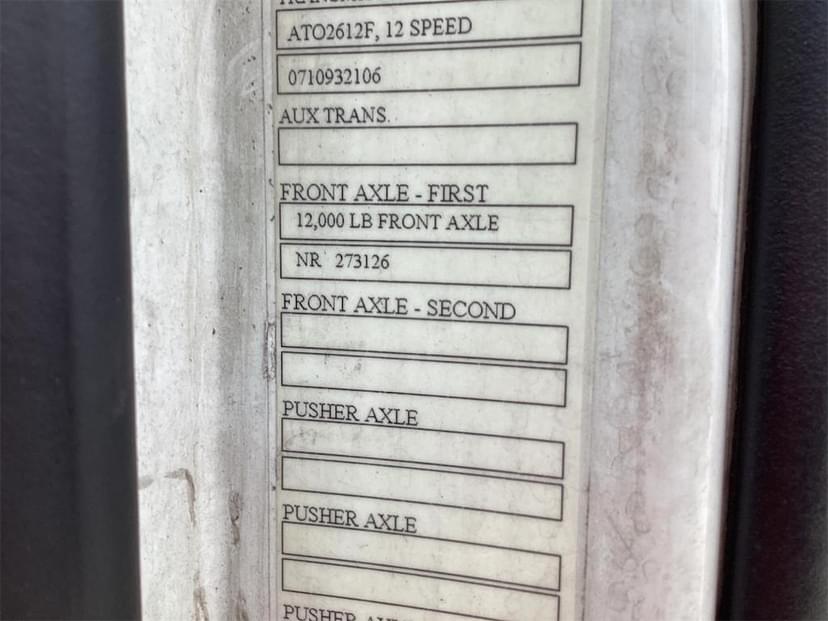 ATO2612F, 12 SPEED
0710932106
AUX TRANS.
FRONT AXLE - FIRST
12,000 LB FRONT AXLE
NR 273126
FRONT AXLE - SECOND
PUSHER AXLE
PUSHER AXLE
PUSHER